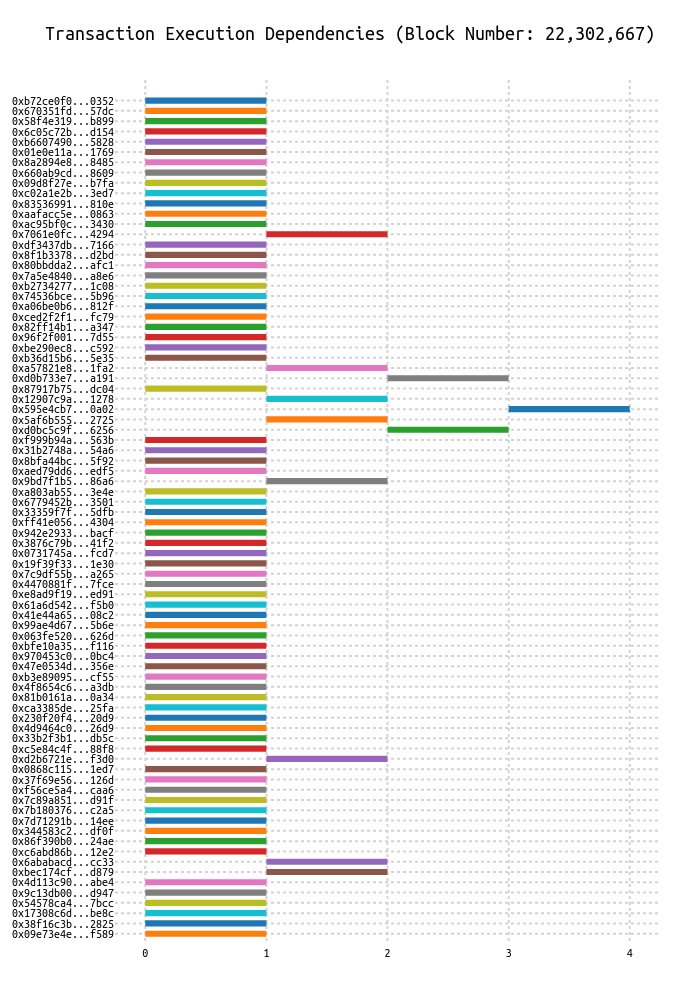 Transaction Execution Dependencies (Block Number: 22,302,667)
0xb72ce0f0...0352
0x670351fd...57dc
0x58f4e319...b899
0x6c05c72b...d154
0xb6607490...5828
0x01e0e11a...1769
0x8a2894e8...8485
0x660ab9cd...8609
0x09d8f27e...b7fa
0xc02a1e2b...3ed7
0x83536991...810e
0xaafacc5e...0863
0xac95bf0c...3430
0x7061e0fc...4294
0xdf3437db...7166
0x8f1b3378...d2bd
0x80bbdda2...afc1
0x7a5e4840...a8e6
0xb2734277...1c08
0x74536bce...5b96
0xa06be0b6...812f
0xced2f2f1...fc79
0x82ff14b1...a347
0x96f2f001...7d55
0xbe290ec8...c592
0xb36d15b6...5e35
0xa57821e8...1fa2
0xd0b733e7...a191
0x87917b75...dc04
0x12907c9a...1278
0x595e4cb7...0a02
0x5af6b555...2725
0xd0bc5c9f...6256
0xf999b94a...563b
0x31b2748a...54a6
0x8bfa44bc...5f92
0xaed79dd6...edf5
0x9bd7f1b5...86a6
0xa803ab55...3e4e
0x6779452b...3501
0x33359f7f...5dfb
0xff41e056...4304
0x942e2933...bacf
0x3876c79b...41f2
0x0731745a...fcd7
0x19f39f33...1e30
0x7c9df55b...a265
0x4470881f...7fce
0xe8ad9f19...ed91
0x61a6d542...f5b0
0x41e44a65...08c2
0x99ae4d67...5b6e
0x063fe520...626d
0xbfe10a35...f116
0x970453c0...0bc4
0x47e0534d...356e
0xb3e89095...cf55
0x4f8654c6...a3db
0x81b0161a...0a34
0xca3385de...25fa
0x230f20f4...20d9
0x4d9464c0...26d9
0x33b2f3b1...db5c
0xc5e84c4f...88f8
0xd2b6721e...f3d0
0x0868c115...1ed7
0x37f69e56...126d
0xf56ce5a4...caa6
0x7c89a851...d91f
0x7b180376...c2a5
0x7d71291b...14ee
0x344583c2...df0f
0x86f390b0...24ae
0xc6abd86b...12e2
0x6ababacd...cc33
0xbec174cf...d879
0x4d113c90...abe4
0x9c13db00...d947
0x54578ca4...7bcc
0x17308c6d...be8c
0x38f16c3b...2825
0x09e73e4e...f589
0 1 2 3 4